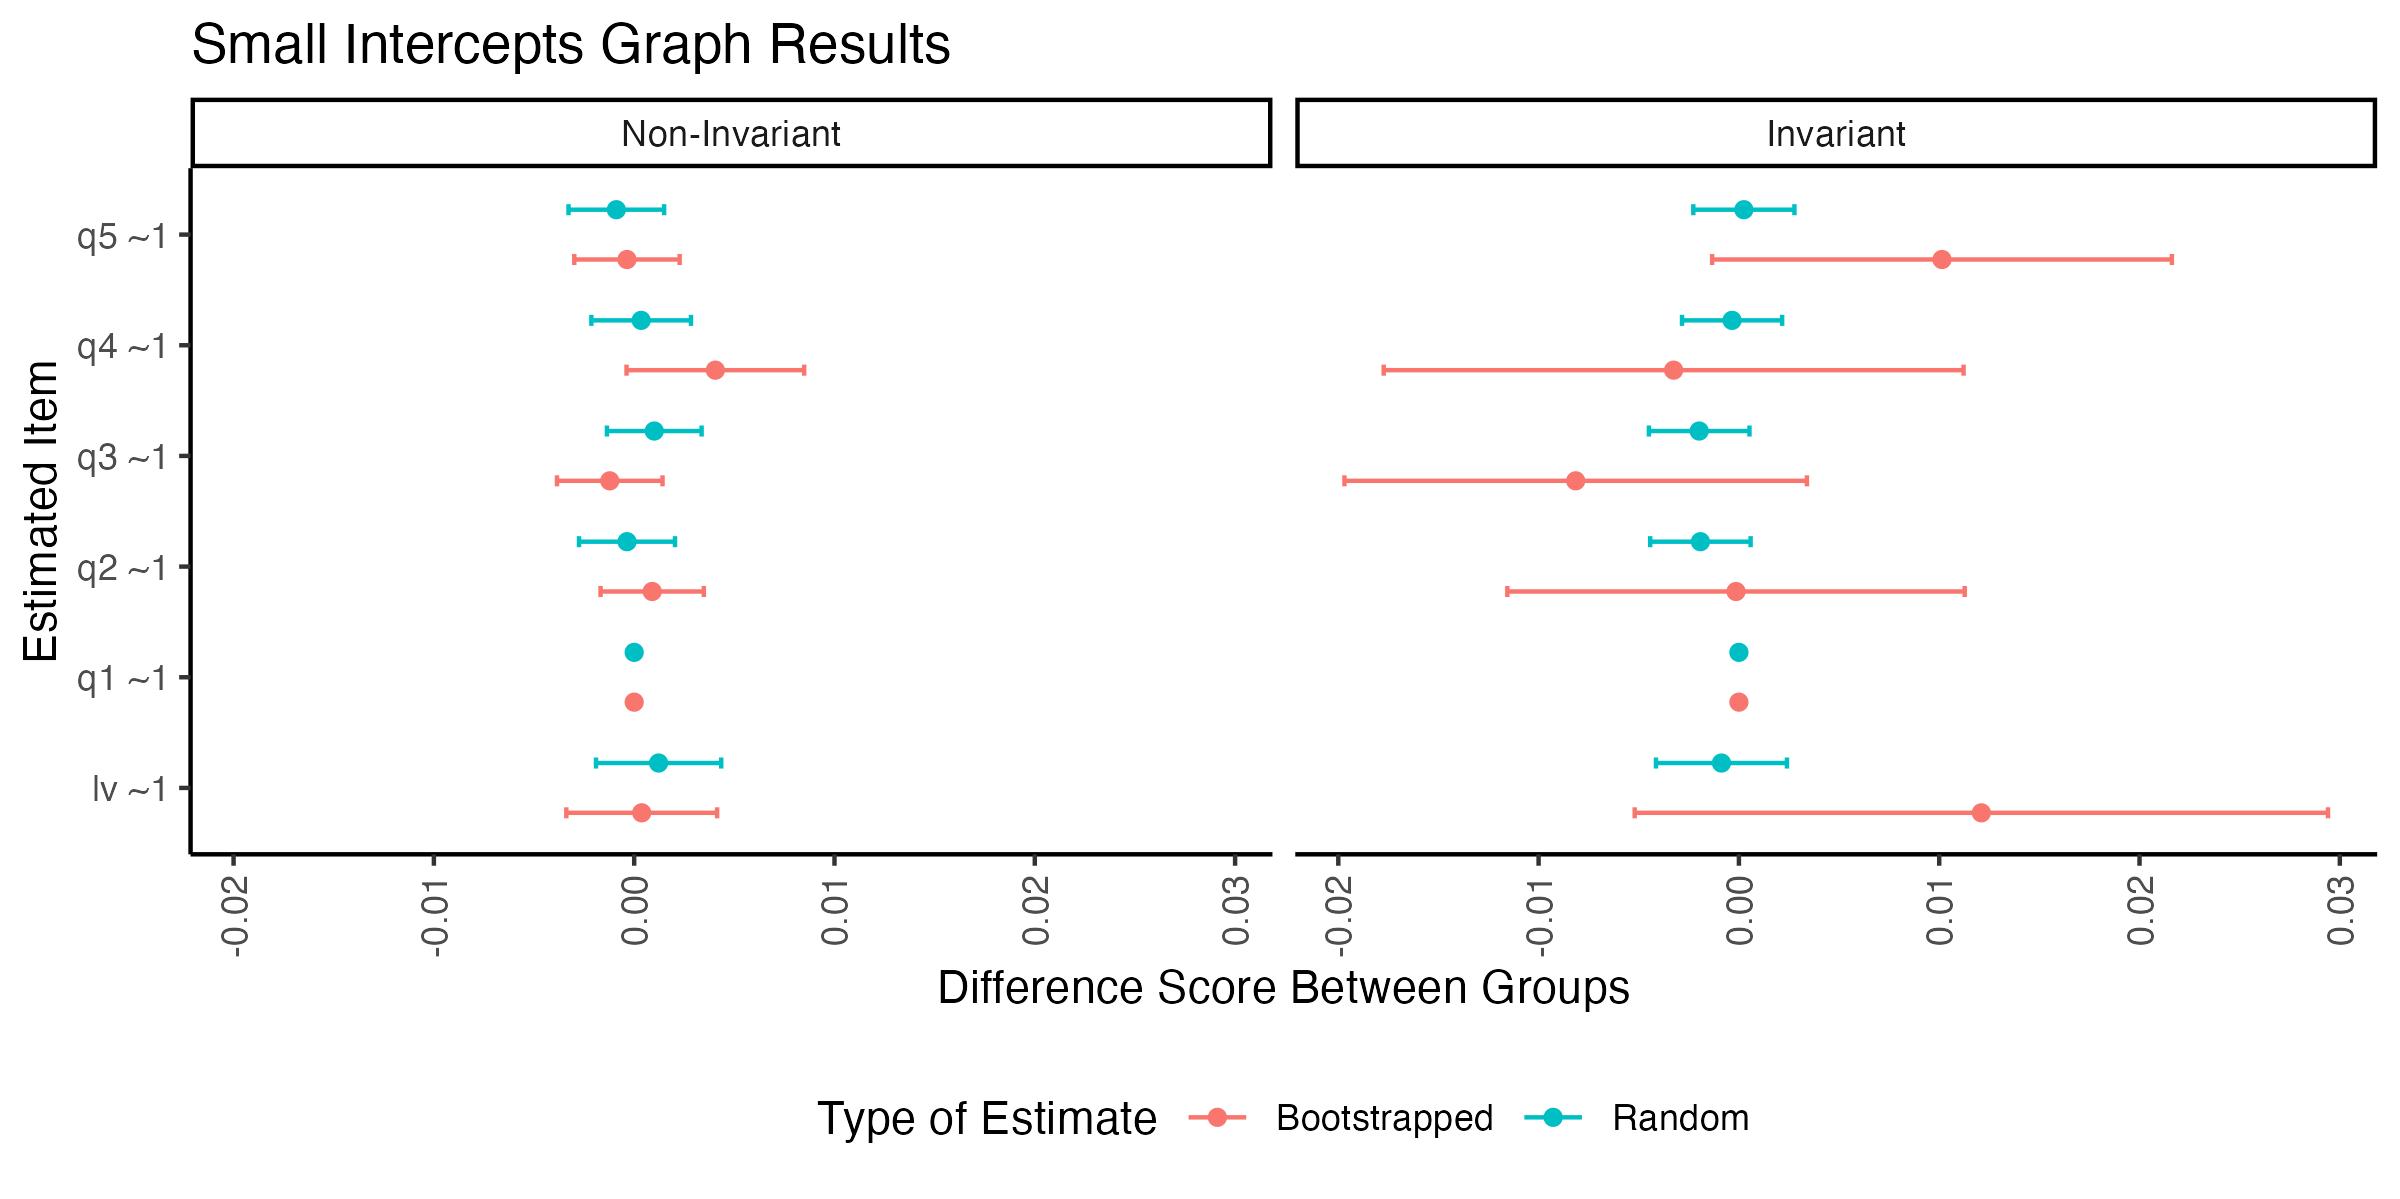 Small Intercepts Graph Results
Non-Invariant
Invariant
Estimated Item
q5 ~1
q4 ~1
q3 ~1
q2 ~1
q1 ~1
lv ~1
-0.02 -0.01 0.00 0.01 0.02 0.03
-0.02 -0.01 0.00 0.01 0.02 0.03
Difference Score Between Groups
Type of Estimate Bootstrapped Random